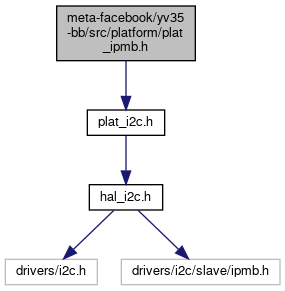 meta-facebook/yv35
-bb/src/platform/plat
_ipmb.h
plat_i2c.h
hal_i2c.h
drivers/i2c.h
drivers/i2c/slave/ipmb.h